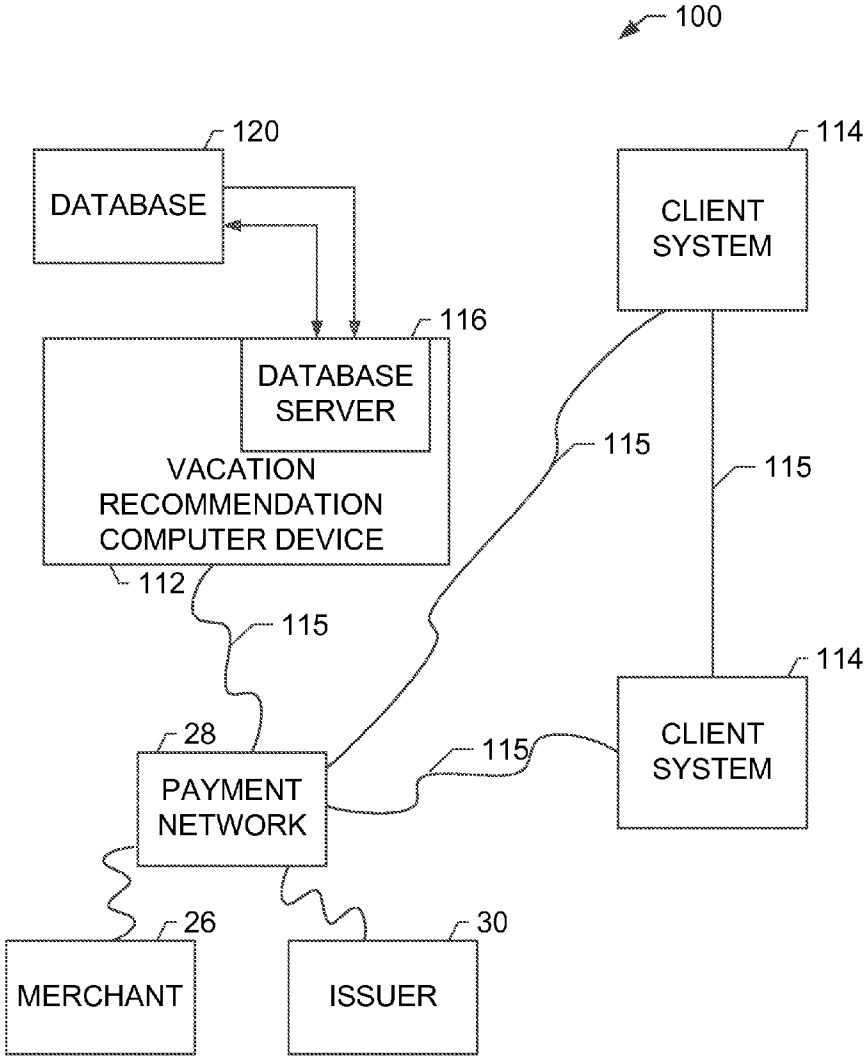 100
120
DATABASE
114
CLIENT
SYSTEM
116
DATABASE
SERVER
VACATION
RECOMMENDATION
COMPUTER DEVICE
112
115
115
115
114
CLIENT
SYSTEM
28
PAYMENT
NETWORK
115
26
MERCHANT
30
ISSUER